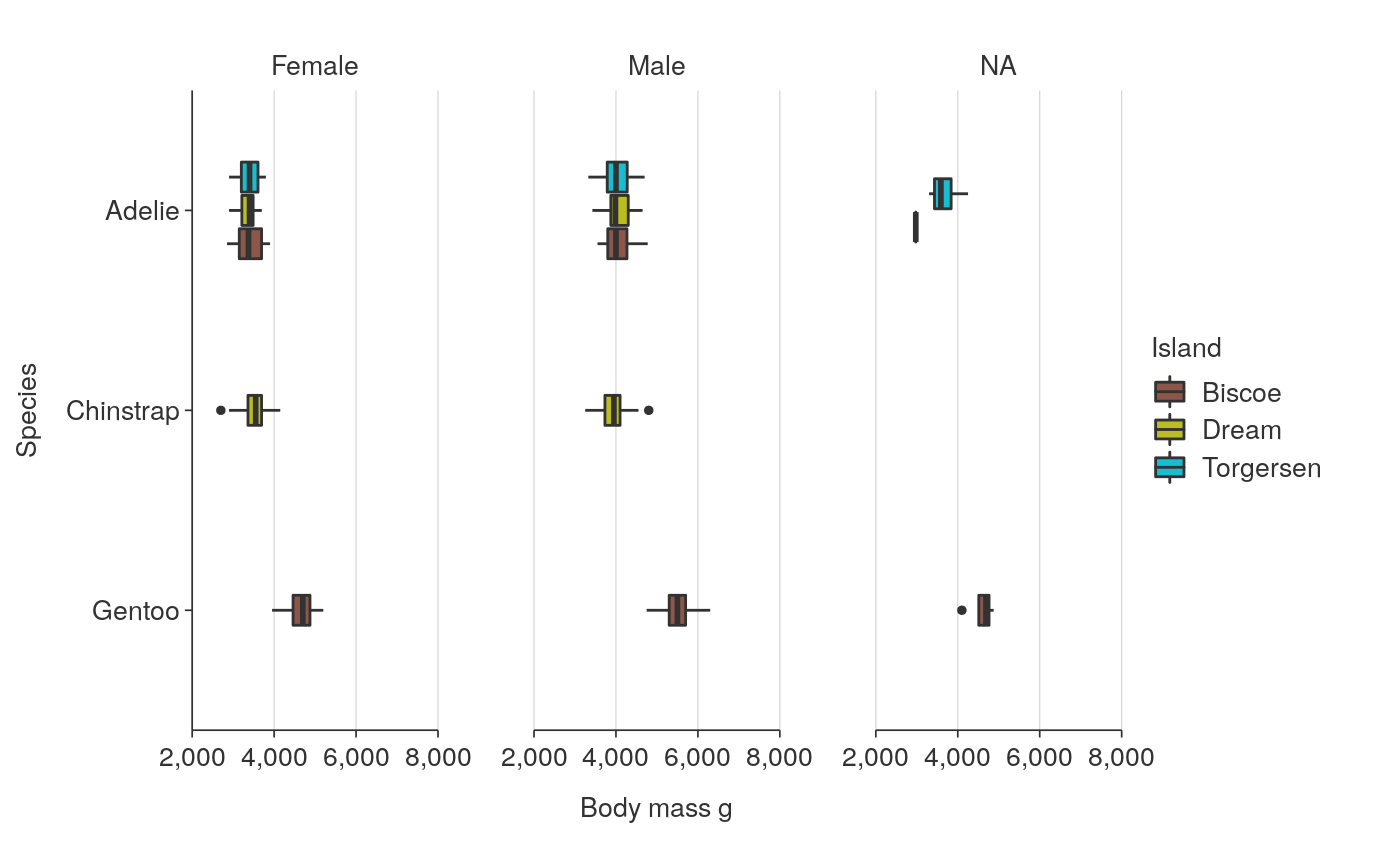 Female Male NA
Adelie
Chinstrap
Gentoo
Species
2,000 4,000 6,000 8,000 2,000 4,000 6,000 8,000 2,000 4,000 6,000 8,000
Body mass g
Island
Biscoe
Dream
Torgersen